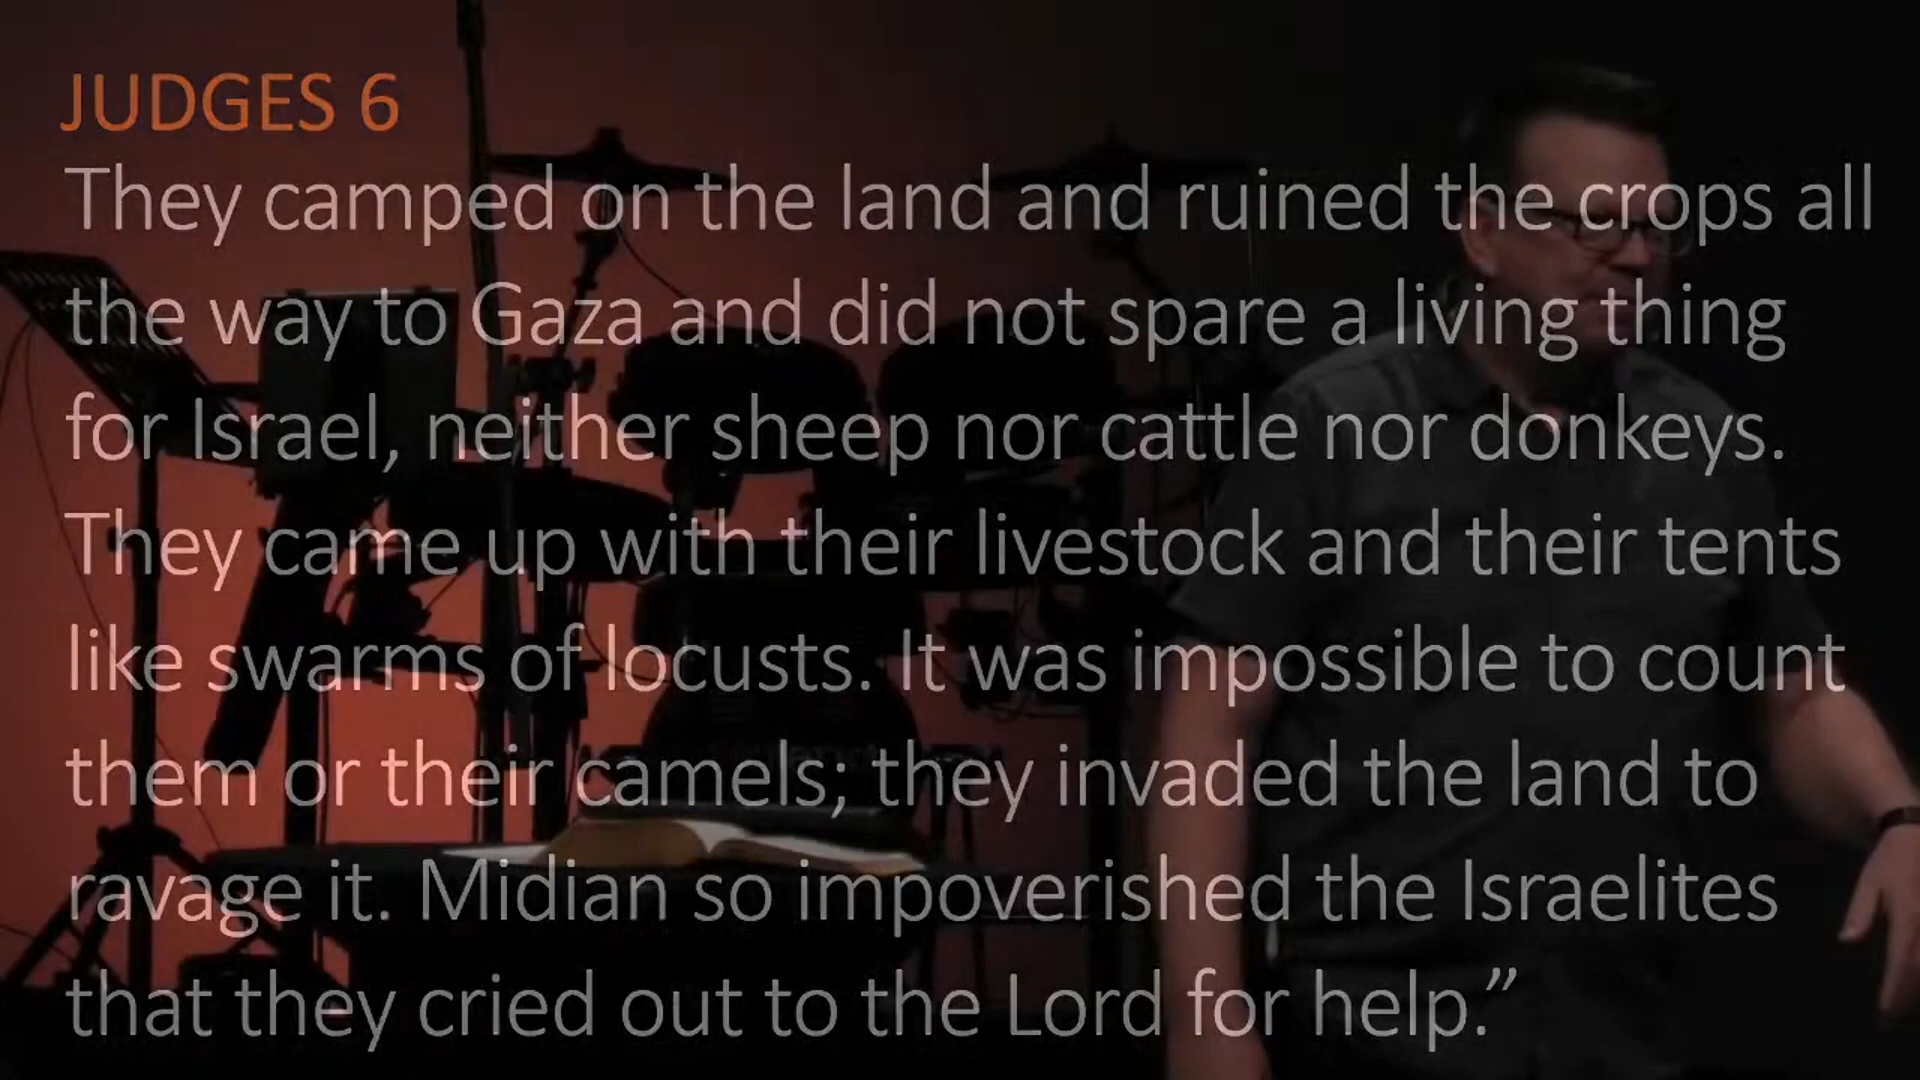 JUDGES 6
They camped on the land and ruined the crops all
the way to Gaza and did not spare a living thing
for Israel, neither sheep nor cattle nor donkeys.
They came up with their livestock and their tents
like swarms of locusts. It was impossible to count
them or their camels; they invaded the land to
ravage it. Midian so impoverished the Israelites
that they cried out to the Lord for help.”